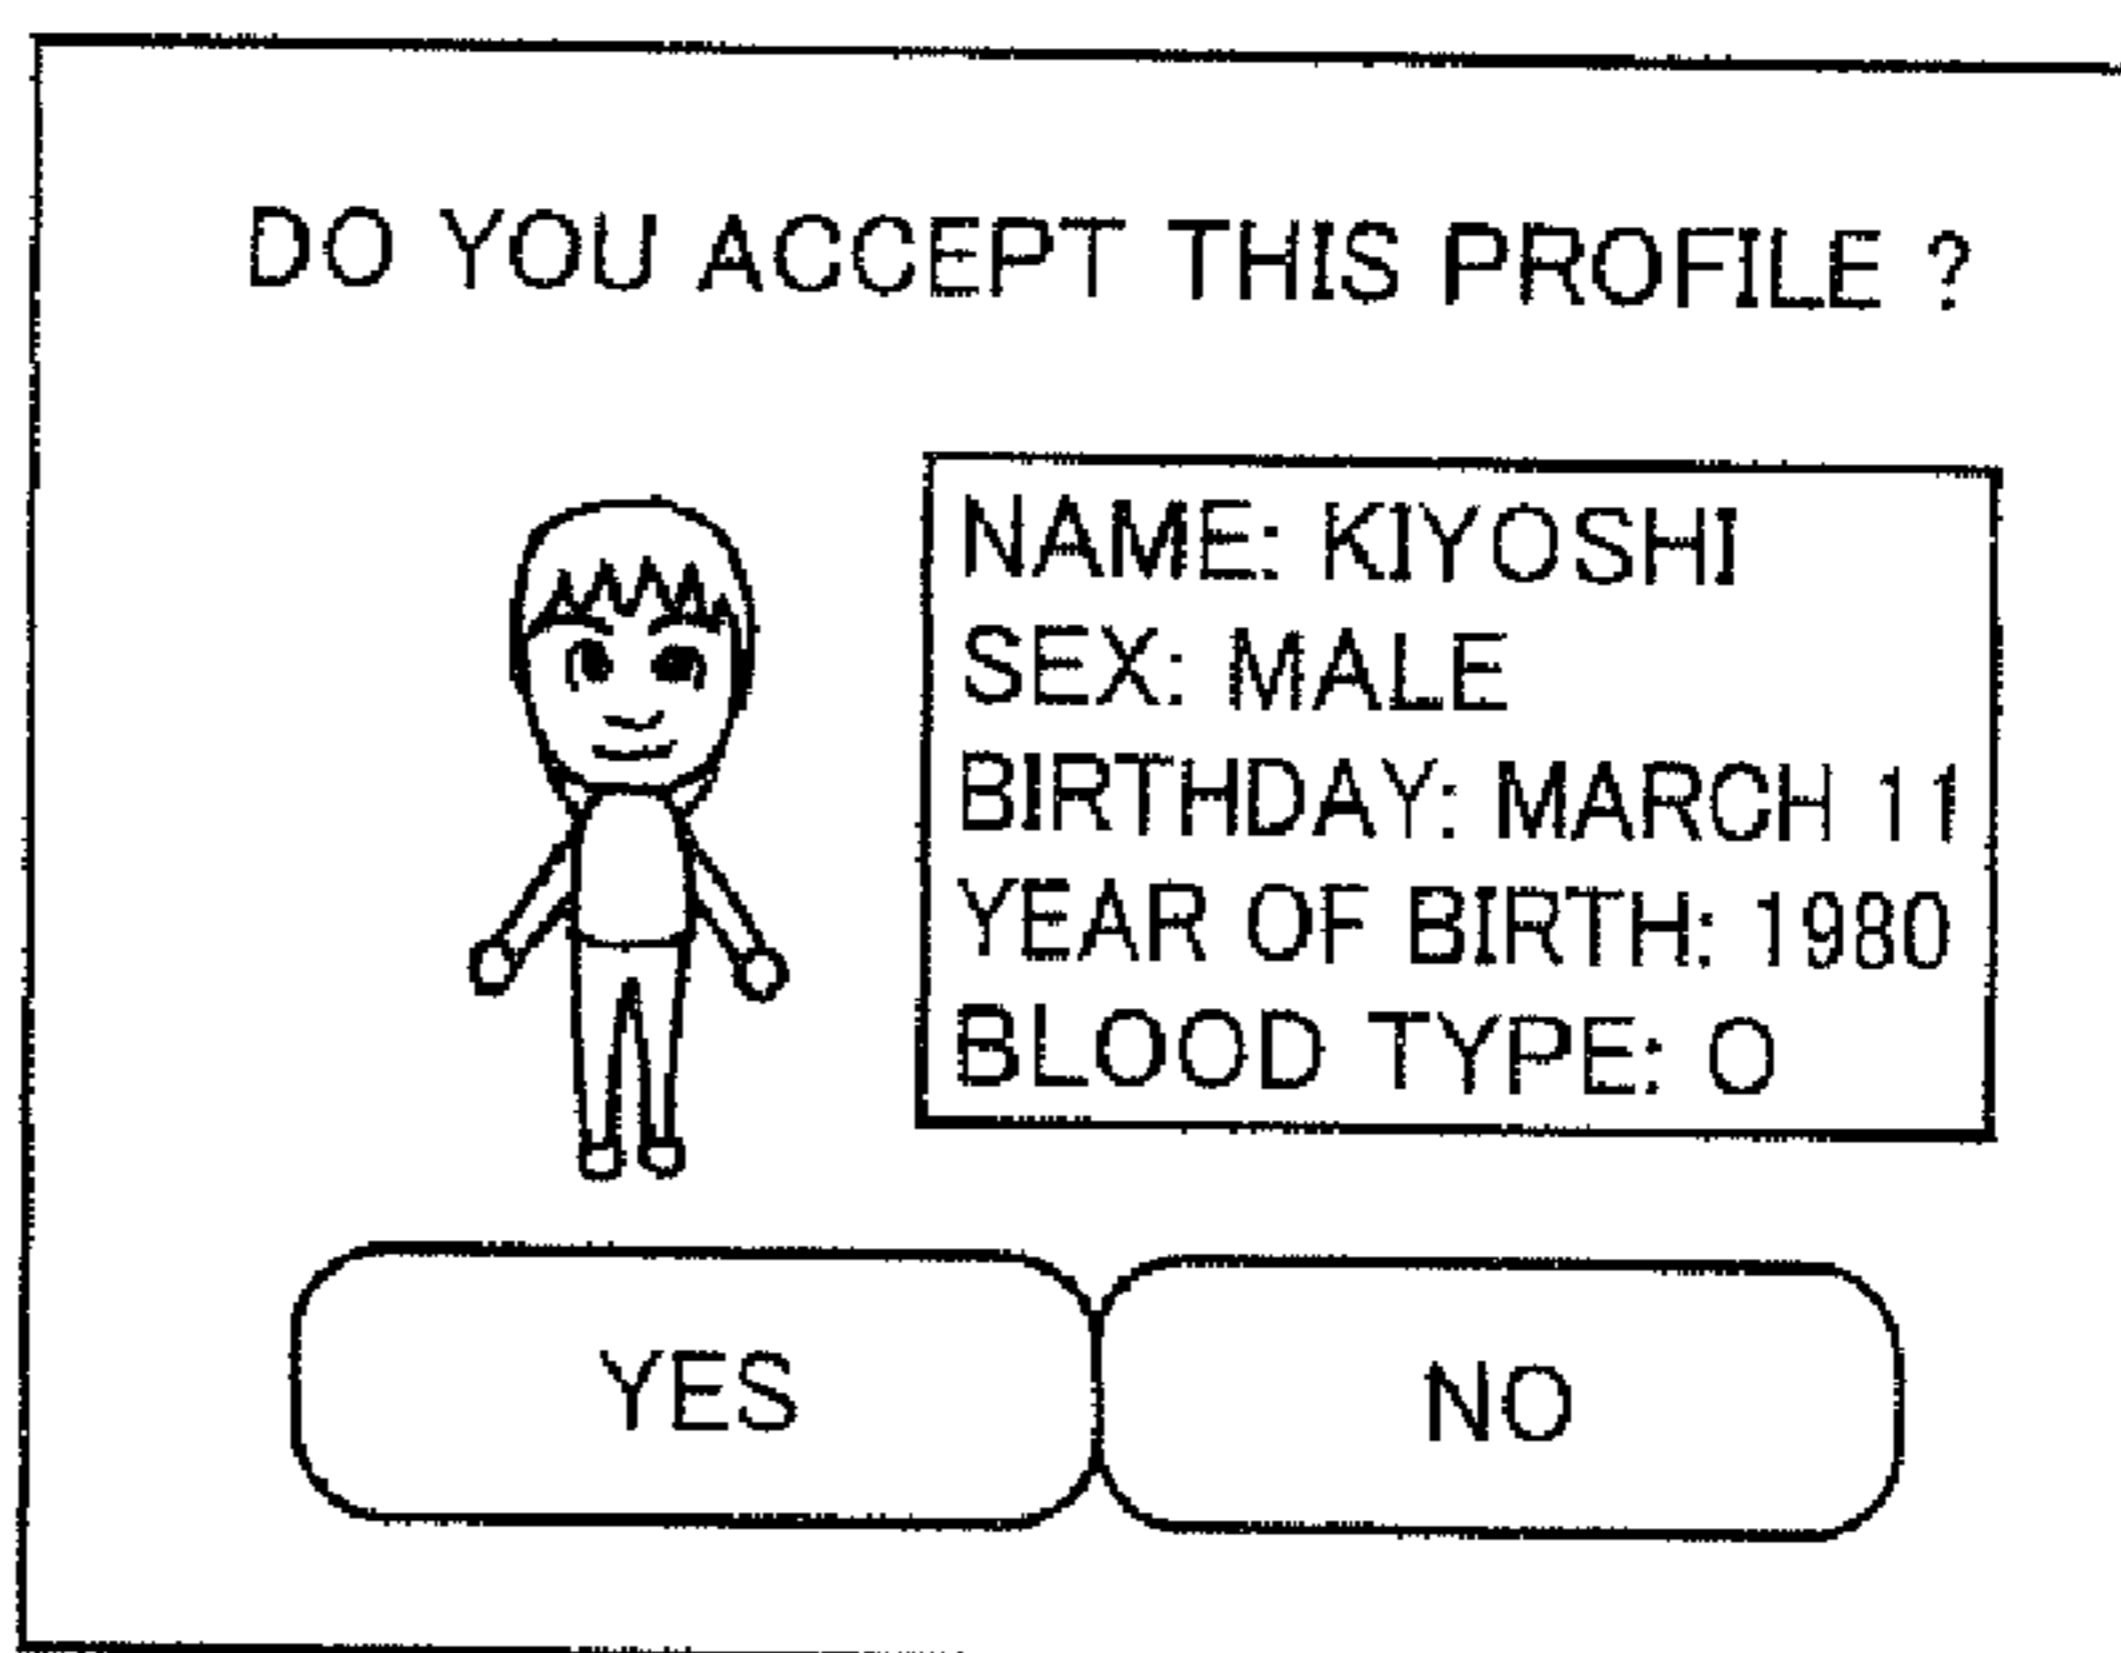 DO YOU ACCEPT THIS PROFILE ?
NAME: KIYOSHI
SEX: MALE
BIRTHDAY: MARCH 11
YEAR OF BIRTH: 1980
BLOOD TYPE: O
YES
NO